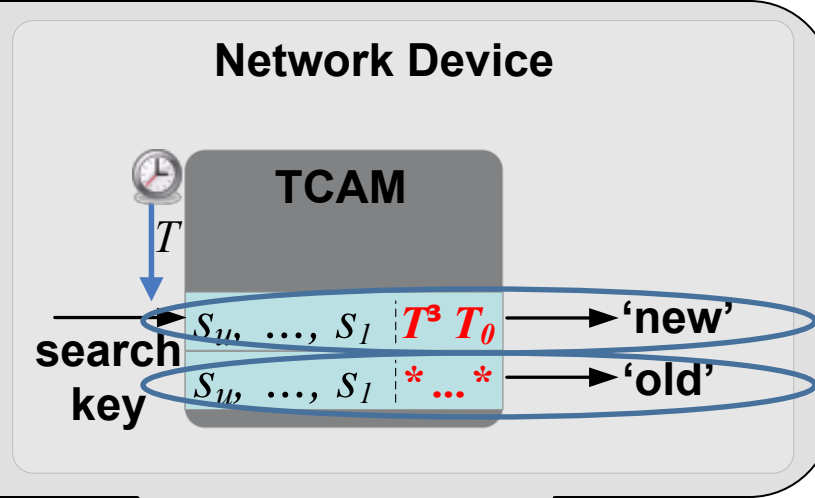 Network Device
TCAM
T
search key
s_u, ..., s_1 T³ T_0 'new'
s_u, ..., s_1 *...* 'old'